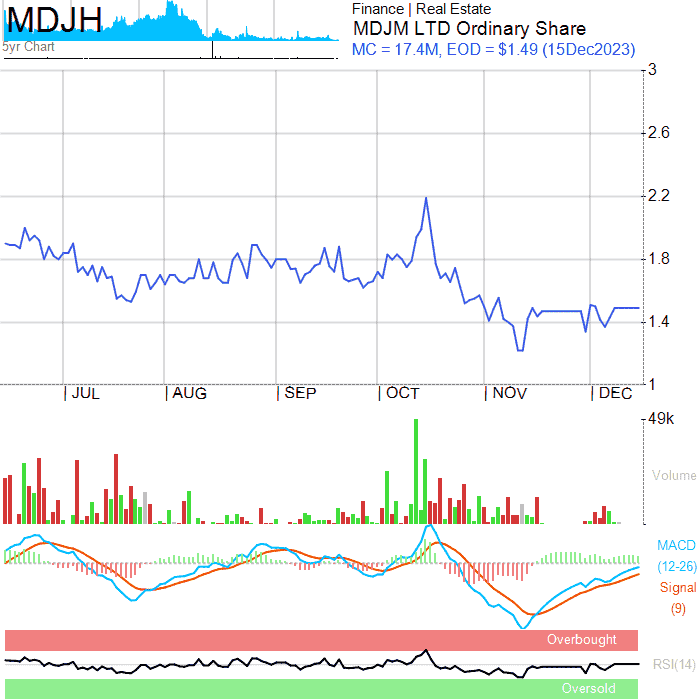 MDJH
5yr Chart
Finance | Real Estate
MDJM LTD Ordinary Share
MC = 17.4M, EOD = $1.49 (15Dec2023)
3
2.6
2.2
1.8
1.4
1
JUL
AUG
SEP
OCT
NOV
DEC
49k
Volume
MACD
(12-26)
Signal
(9)
Overbought
RSI(14)
Oversold